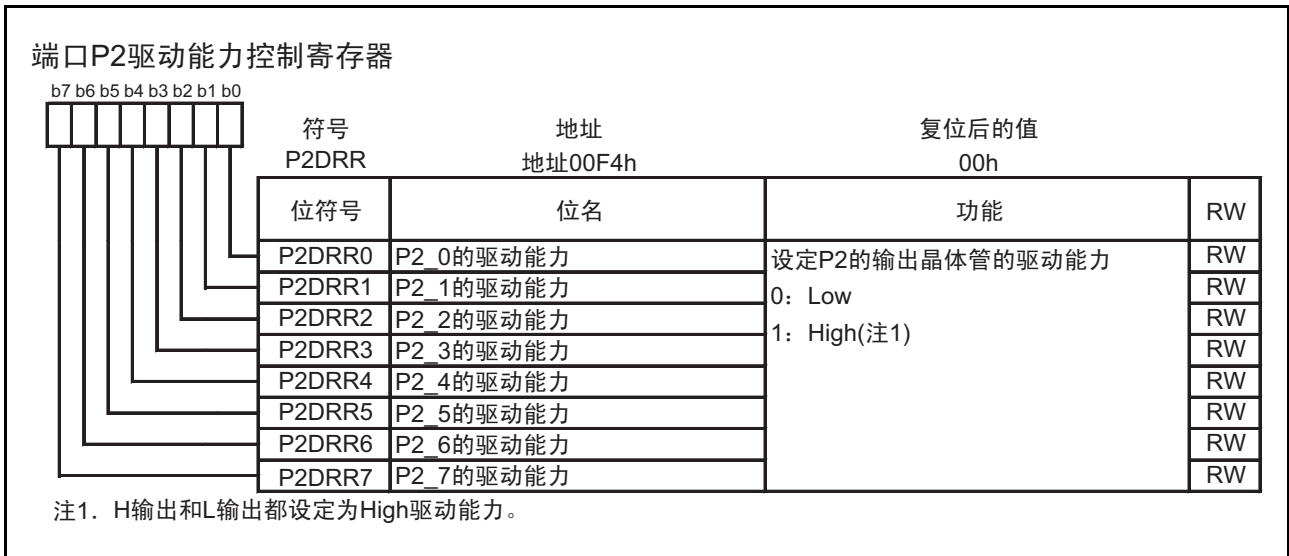 端口P2驱动能力控制寄存器
b7 b6 b5 b4 b3 b2 b1 b0
符号 地址 复位后的值
P2DRR 地址00F4h 00h
位符号 位名 功能 RW
P2DRR0 P2_0的驱动能力 设定P2的输出晶体管的驱动能力 RW
P2DRR1 P2_1的驱动能力 0：Low RW
P2DRR2 P2_2的驱动能力 1：High(注1) RW
P2DRR3 P2_3的驱动能力 RW
P2DRR4 P2_4的驱动能力 RW
P2DRR5 P2_5的驱动能力 RW
P2DRR6 P2_6的驱动能力 RW
P2DRR7 P2_7的驱动能力 RW
注1．H输出和L输出都设定为High驱动能力。